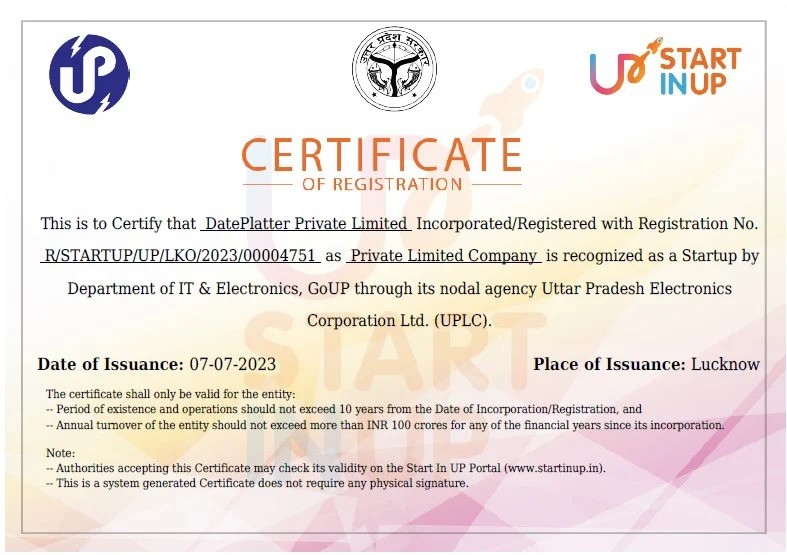 UP
उत्तर प्रदेश सरकार
UP START
INUP
CERTIFICATE
OF REGISTRATION
This is to Certify that DatePlatter Private Limited Incorporated/Registered with Registration No.
R/STARTUP/UP/LKO/2023/00004751 as Private Limited Company is recognized as a Startup by
Department of IT & Electronics, GoUP through its nodal agency Uttar Pradesh Electronics
Corporation Ltd. (UPLC).
Date of Issuance: 07-07-2023 Place of Issuance: Lucknow
The certificate shall only be valid for the entity:
-- Period of existence and operations should not exceed 10 years from the Date of Incorporation/Registration, and
-- Annual turnover of the entity should not exceed more than INR 100 crores for any of the financial years since its incorporation.
Note:
-- Authorities accepting this Certificate may check its validity on the Start In UP Portal (www.startinup.in).
-- This is a system generated Certificate does not require any physical signature.
UP
START
INUP